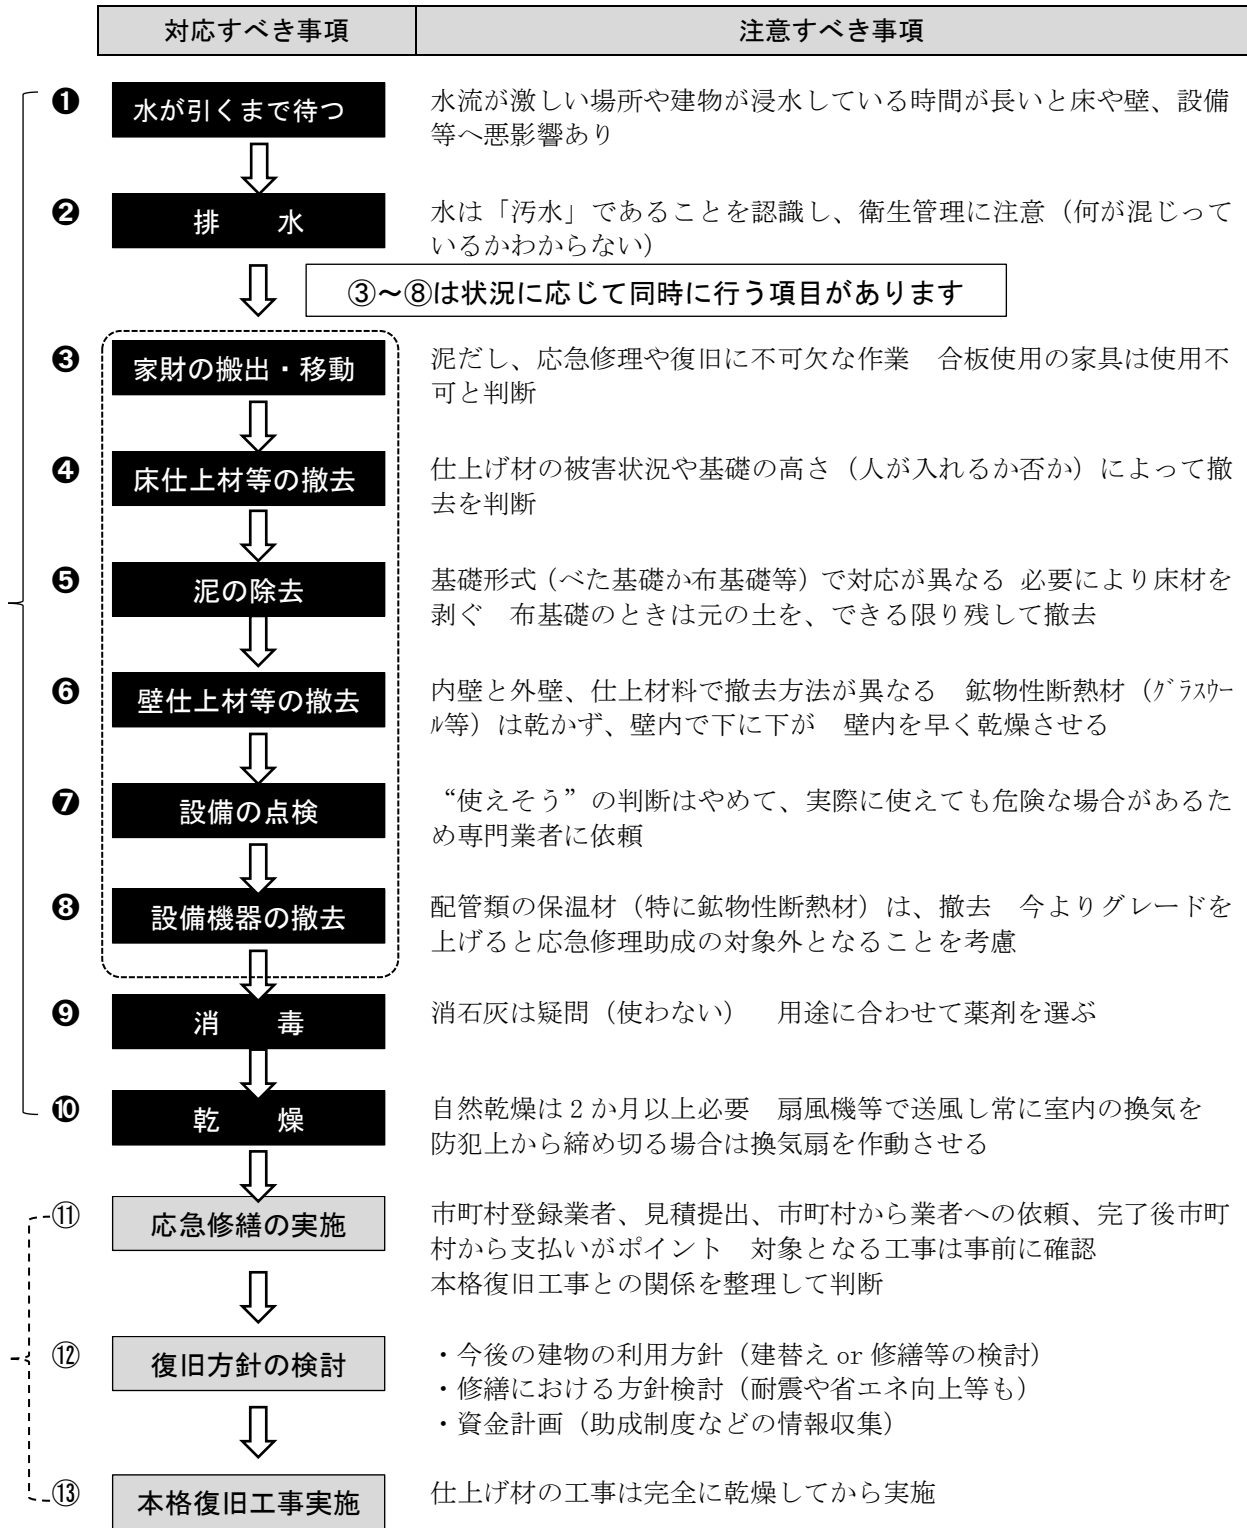 対応すべき事項 注意すべき事項
❶ 水が引くまで待つ 水流が激しい場所や建物が浸水している時間が長いと床や壁、設備
等へ悪影響あり
❷ 排　水 水は「汚水」であることを認識し、衛生管理に注意（何が混じって
いるかわからない）
③～⑧は状況に応じて同時に行う項目があります
❸ 家財の搬出・移動 泥だし、応急修理や復旧に不可欠な作業　合板使用の家具は使用不
可と判断
❹ 床仕上材等の撤去 仕上げ材の被害状況や基礎の高さ（人が入れるか否か）によって撤
去を判断
❺ 泥の除去 基礎形式（べた基礎か布基礎等）で対応が異なる 必要により床材を
剥ぐ　布基礎のときは元の土を、できる限り残して撤去
❻ 壁仕上材等の撤去 内壁と外壁、仕上材料で撤去方法が異なる　鉱物性断熱材（ｸﾞﾗｽｳｰ
ﾙ等）は乾かず、壁内で下に下が　壁内を早く乾燥させる
❼ 設備の点検 “使えそう”の判断はやめて、実際に使えても危険な場合があるた
め専門業者に依頼
❽ 設備機器の撤去 配管類の保温材（特に鉱物性断熱材）は、撤去　今よりグレードを
上げると応急修理助成の対象外となることを考慮
❾ 消　毒 消石灰は疑問（使わない）　用途に合わせて薬剤を選ぶ
❿ 乾　燥 自然乾燥は２か月以上必要　扇風機等で送風し常に室内の換気を
防犯上から締め切る場合は換気扇を作動させる
⑪ 応急修繕の実施 市町村登録業者、見積提出、市町村から業者への依頼、完了後市町
村から支払いがポイント　対象となる工事は事前に確認
本格復旧工事との関係を整理して判断
⑫ 復旧方針の検討 ・今後の建物の利用方針（建替え or 修繕等の検討）
・修繕における方針検討（耐震や省エネ向上等も）
・資金計画（助成制度などの情報収集）
⑬ 本格復旧工事実施 仕上げ材の工事は完全に乾燥してから実施